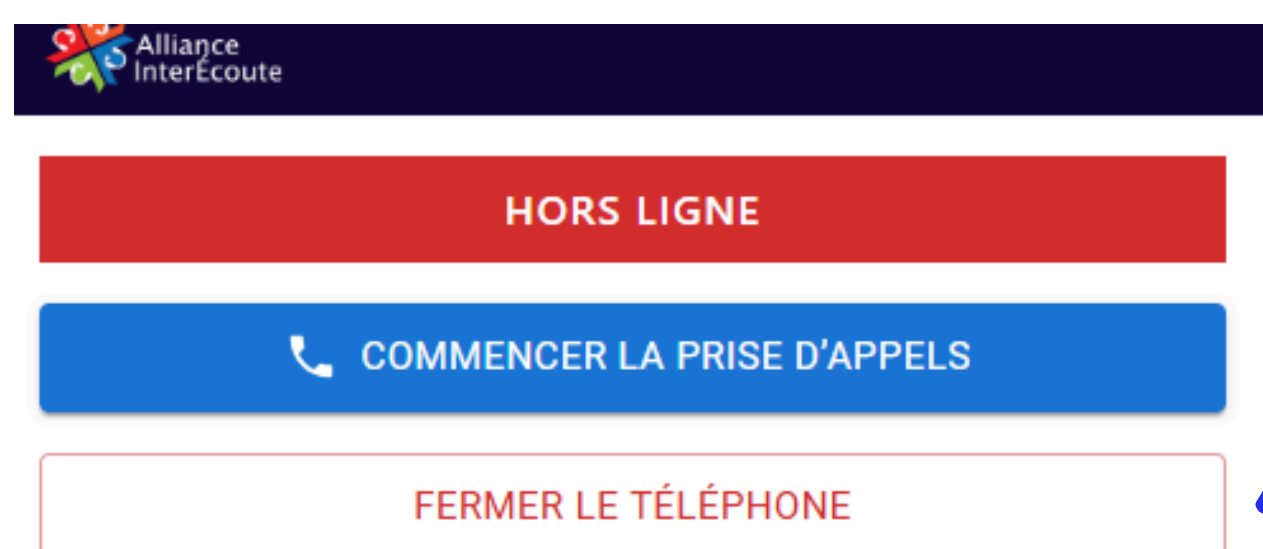 Alliance
InterÉcoute
HORS LIGNE
COMMENCER LA PRISE D'APPELS
FERMER LE TÉLÉPHONE